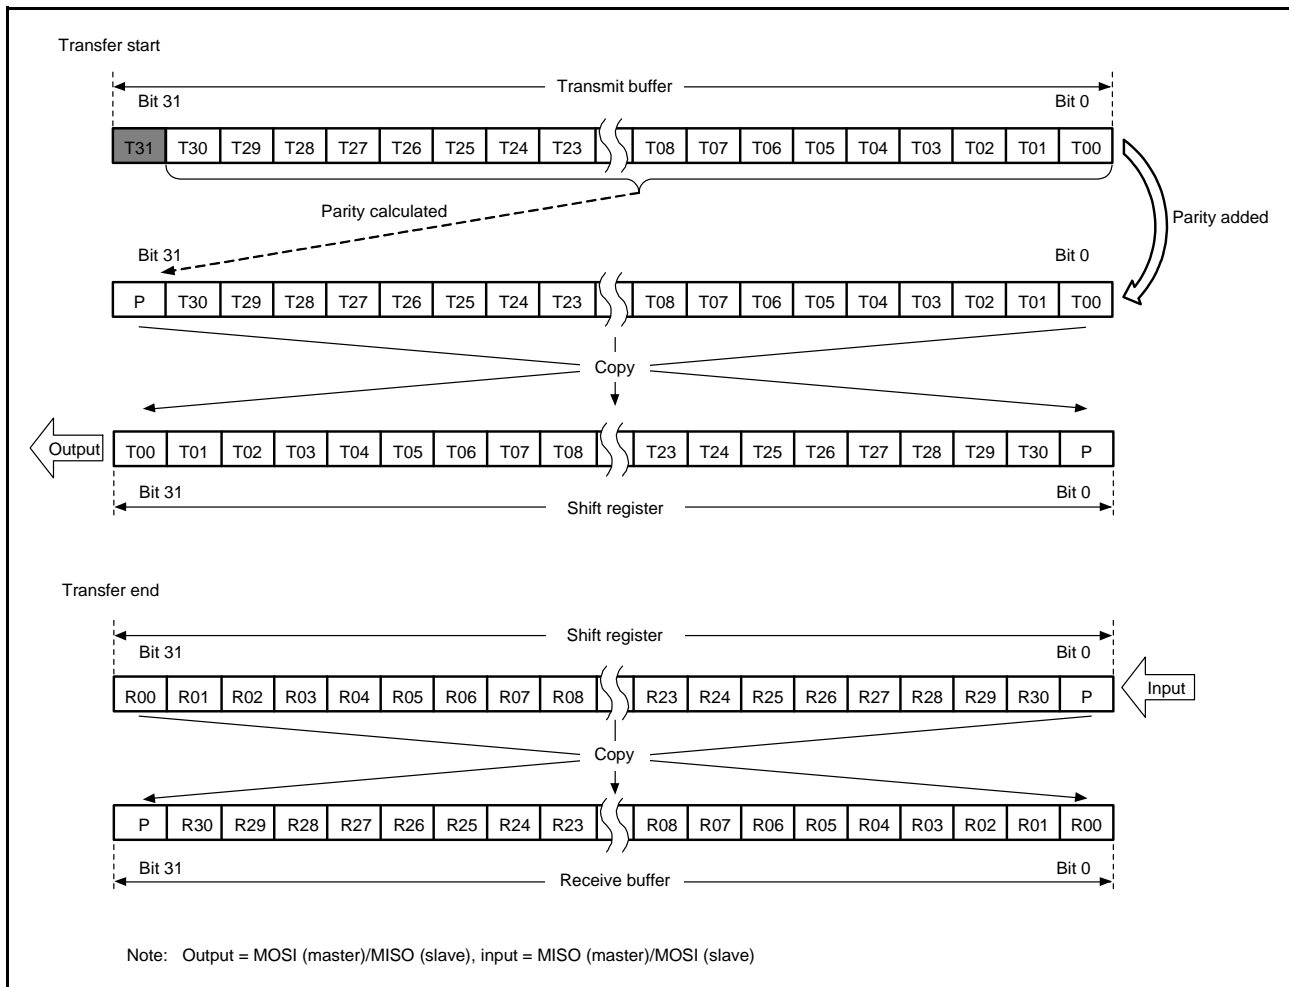 Transfer start
Transmit buffer
Bit 31 Bit 0
T31 T30 T29 T28 T27 T26 T25 T24 T23 T08 T07 T06 T05 T04 T03 T02 T01 T00
Parity calculated
Parity added
Bit 31 Bit 0
P T30 T29 T28 T27 T26 T25 T24 T23 T08 T07 T06 T05 T04 T03 T02 T01 T00
Copy
Output T00 T01 T02 T03 T04 T05 T06 T07 T08 T23 T24 T25 T26 T27 T28 T29 T30 P
Bit 31 Bit 0
Shift register
Transfer end
Shift register
Bit 31 Bit 0
R00 R01 R02 R03 R04 R05 R06 R07 R08 R23 R24 R25 R26 R27 R28 R29 R30 P Input
Copy
P R30 R29 R28 R27 R26 R25 R24 R23 R08 R07 R06 R05 R04 R03 R02 R01 R00
Bit 31 Bit 0
Receive buffer
Note: Output = MOSI (master)/MISO (slave), input = MISO (master)/MOSI (slave)